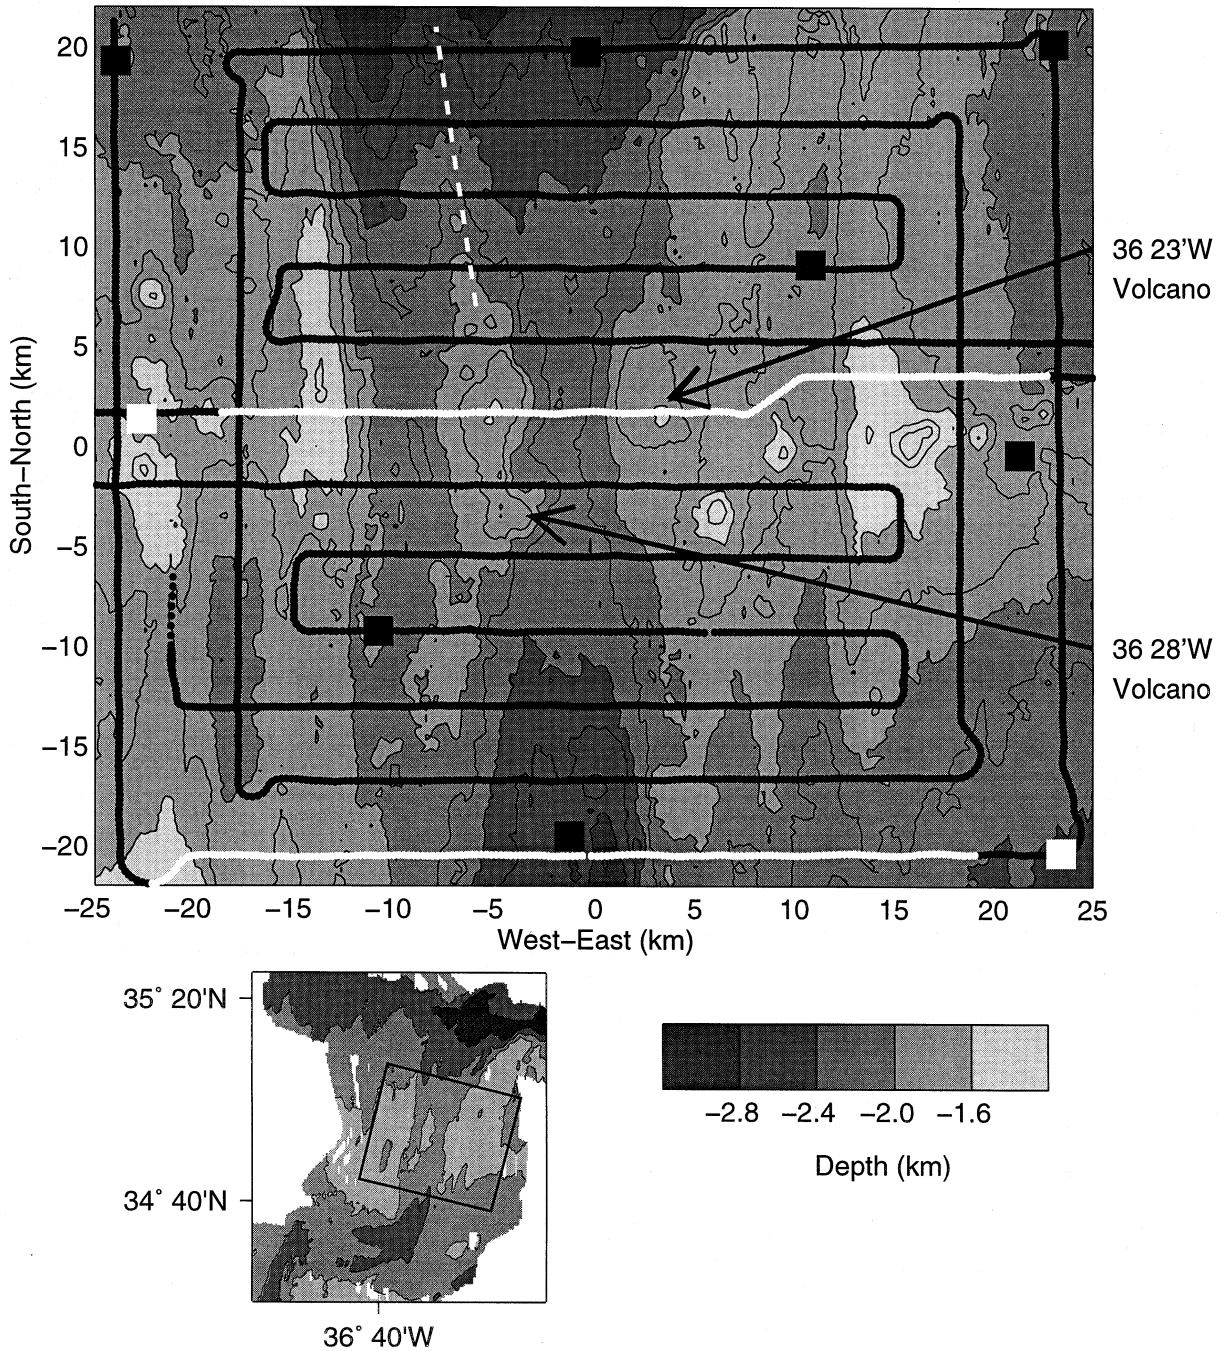 20
15
10
5
0
−5
−10
−15
−20
South−North (km)
−25 −20 −15 −10 −5 0 5 10 15 20 25
West−East (km)
36 23'W
Volcano
36 28'W
Volcano
35° 20'N
34° 40'N
36° 40'W
−2.8 −2.4 −2.0 −1.6
Depth (km)